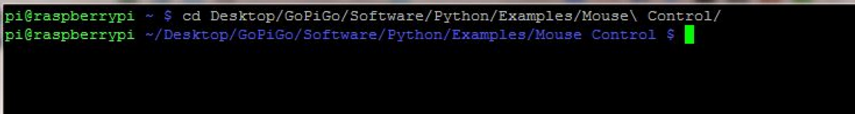 pi@raspberrypi ~ $ cd Desktop/GoPiGo/Software/Python/Examples/Mouse\ Control/
pi@raspberrypi ~/Desktop/GoPiGo/Software/Python/Examples/Mouse Control $